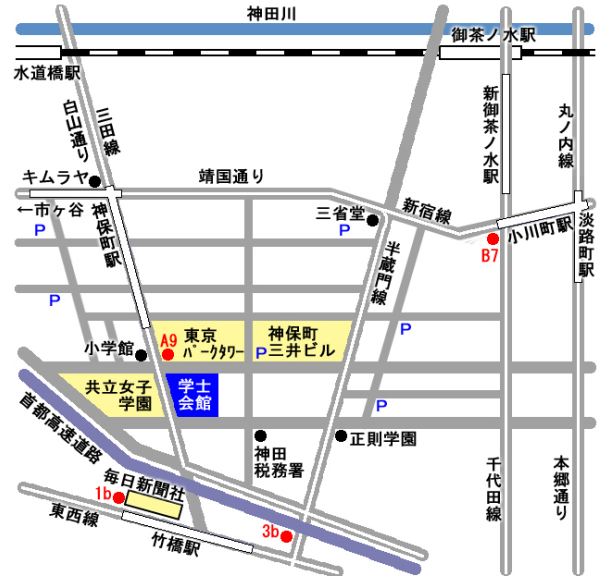 神田川
御茶ノ水駅
水道橋駅
白山通り
三田線
新御茶ノ水駅
丸ノ内線
キムラヤ
靖国通り
←市ヶ谷
神保町駅
三省堂
新宿線
小川町駅
淡路町駅
P
P
B7
半蔵門線
P
P
小学館
A9
東京
パークタワー
神保町
P三井ビル
共立女子
学園
学士
会館
P
首都高速道路
神田
税務署
正則学園
千代田線
本郷通り
毎日新聞社
1b
東西線
竹橋駅
3b